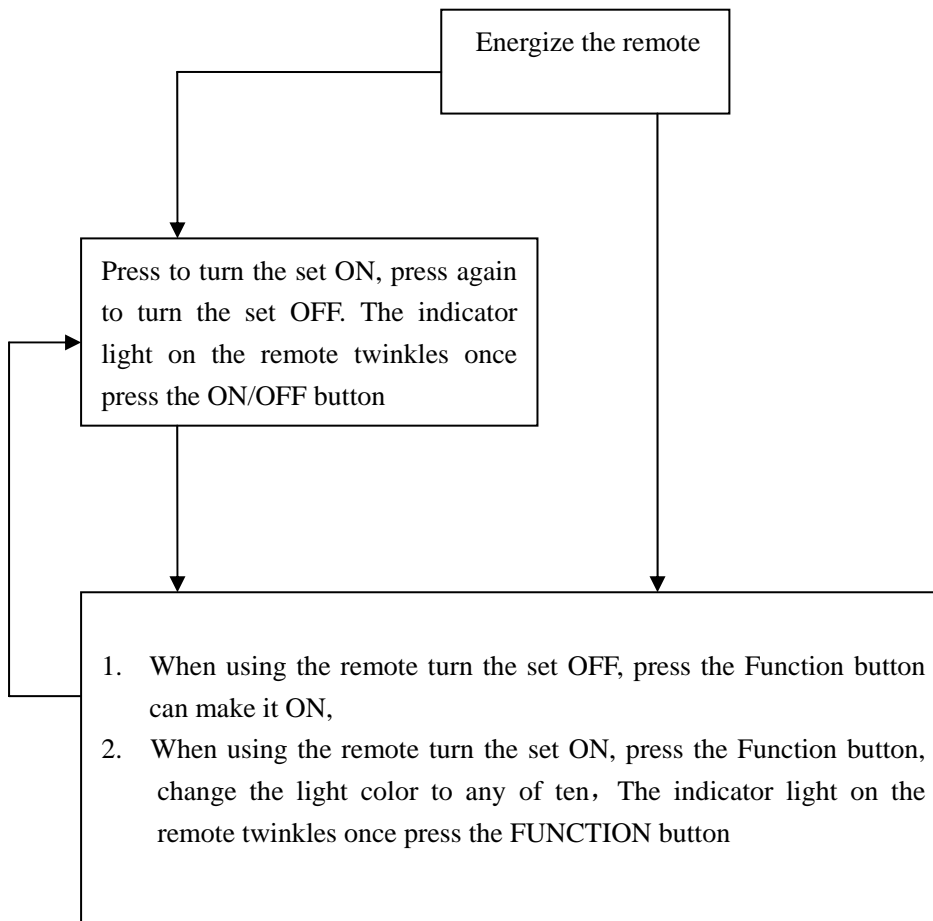 Energize the remote
Press to turn the set ON, press again
to turn the set OFF. The indicator
light on the remote twinkles once
press the ON/OFF button
1. When using the remote turn the set OFF, press the Function button
can make it ON,
2. When using the remote turn the set ON, press the Function button,
change the light color to any of ten，The indicator light on the
remote twinkles once press the FUNCTION button